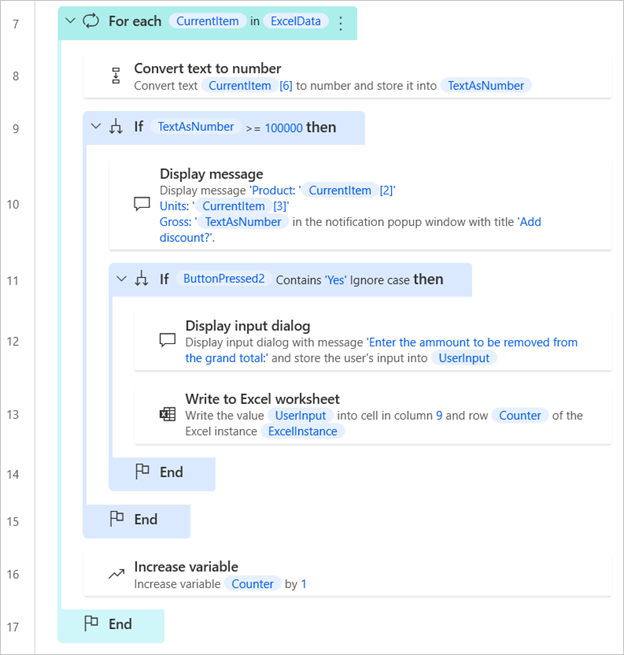 7 For each CurrentItem in ExcelData
8 Convert text to number
Convert text CurrentItem [6] to number and store it into TextAsNumber
9 If TextAsNumber >= 100000 then
Display message
Display message 'Product: ' CurrentItem [2]'
10 Units: ' CurrentItem [3]'
Gross: ' TextAsNumber in the notification popup window with title 'Add
discount?'.
11 If ButtonPressed2 Contains 'Yes' Ignore case then
Display input dialog
12 Display input dialog with message 'Enter the ammount to be removed from
the grand total:' and store the user's input into UserInput
Write to Excel worksheet
13 Write the value UserInput into cell in column 9 and row Counter of the
Excel instance ExcelInstance
14 End
15 End
16 Increase variable
Increase variable Counter by 1
17 End